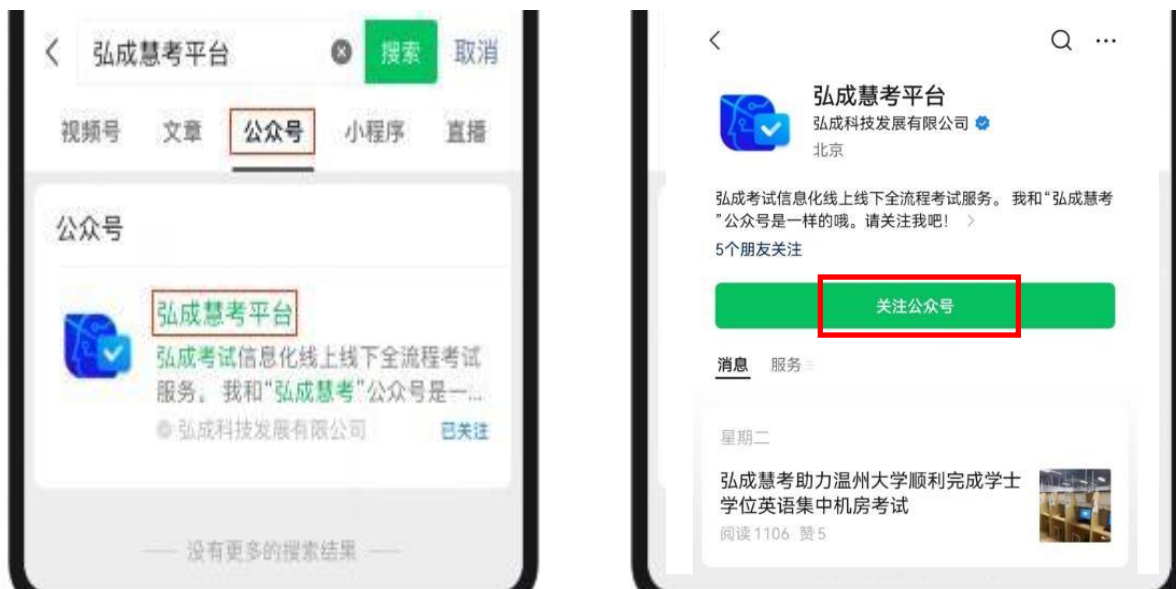 弘成慧考平台
搜索
取消
视频号
文章
公众号
小程序
直播
公众号
弘成慧考平台
弘成考试信息化线上线下全流程考试
服务。 我和“弘成慧考”公众号是一...
弘成科技发展有限公司
已关注
没有更多的搜索结果
弘成慧考平台
弘成科技发展有限公司
北京
弘成考试信息化线上线下全流程考试服务。 我和“弘成慧考
”公众号是一样的哦。请关注我吧！
5个朋友关注
关注公众号
消息
服务
星期二
弘成慧考助力温州大学顺利完成学士
学位英语集中机房考试
阅读1106 赞5